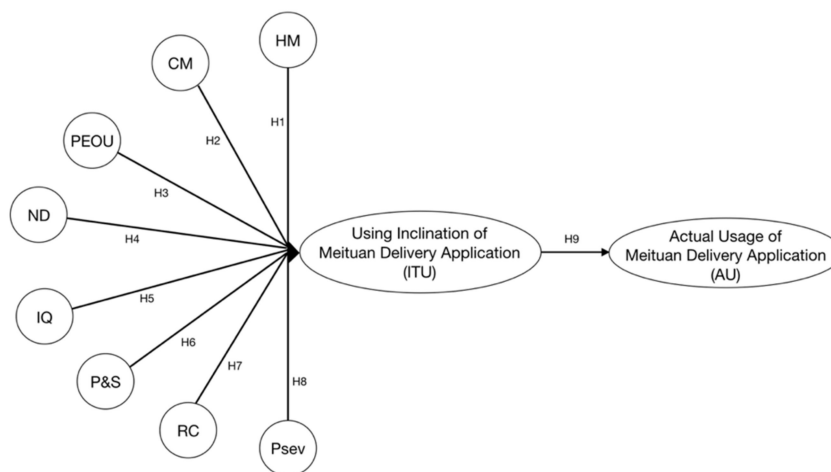 HM
CM
H1
H2
PEOU
H3
ND
H4
Using Inclination of
Meituan Delivery Application
(ITU)
H9
Actual Usage of
Meituan Delivery Application
(AU)
H5
IQ
H6
P&S
H7
H8
RC
Psev